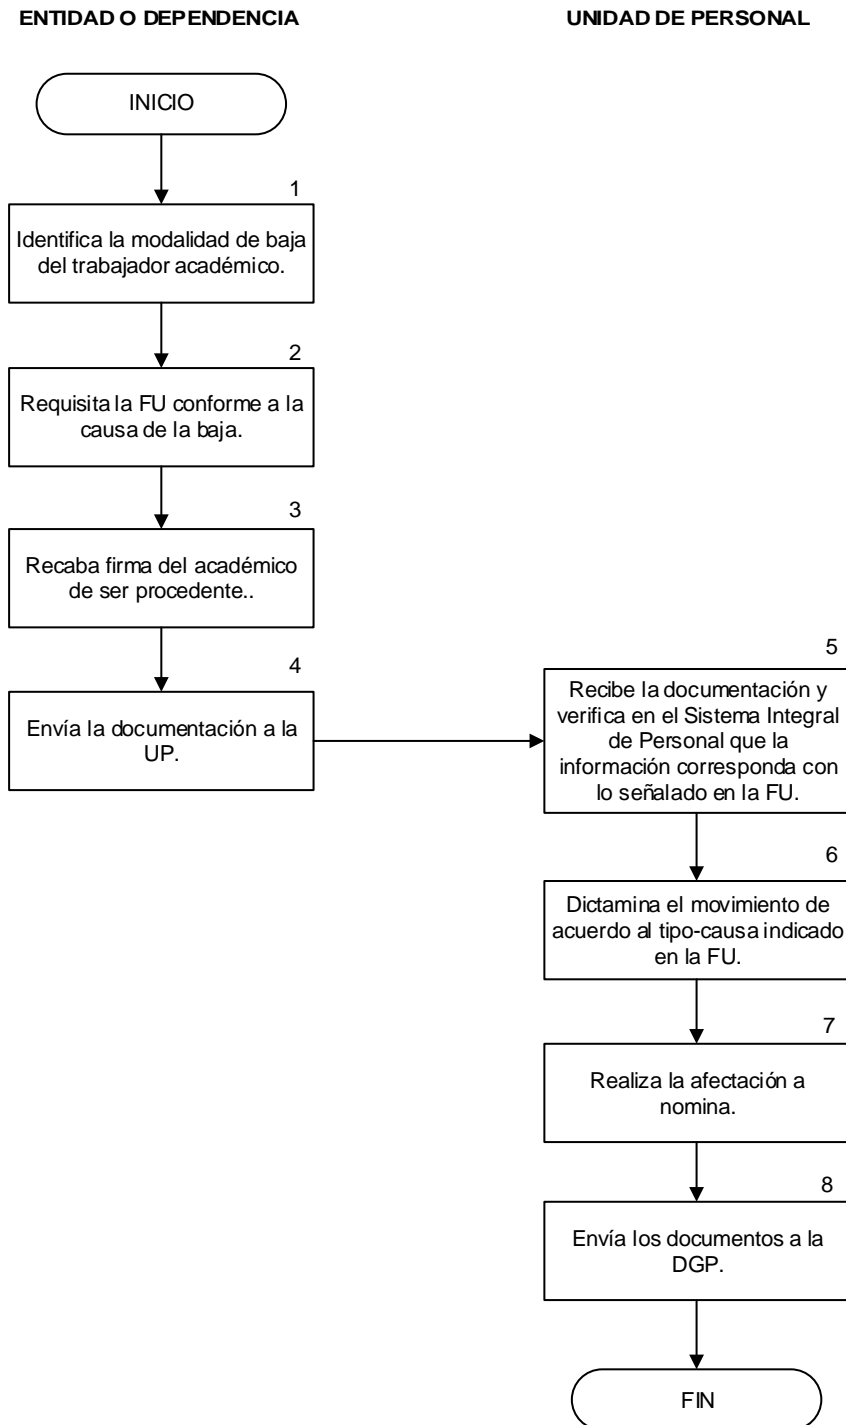 ENTIDAD O DEPENDENCIA
UNIDAD DE PERSONAL
INICIO
1
Identifica la modalidad de baja
del trabajador académico.
2
Requisita la FU conforme a la
causa de la baja.
3
Recaba firma del académico
de ser procedente..
4
Envía la documentación a la
UP.
5
Recibe la documentación y
verifica en el Sistema Integral
de Personal que la
información corresponda con
lo señalado en la FU.
6
Dictamina el movimiento de
acuerdo al tipo-causa indicado
en la FU.
7
Realiza la afectación a
nomina.
8
Envía los documentos a la
DGP.
FIN